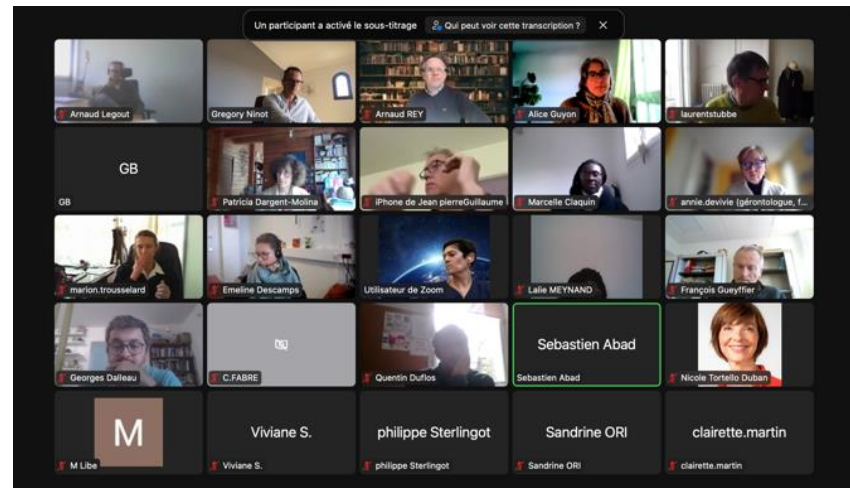 Un participant a activé le sous-titrage Qui peut voir cette transcription ?
Arnaud Legout
Gregory Ninot
Arnaud REY
Alice Guyon
laurentstubbe
GB
GB
Patricia Dargent-Molina
iPhone de Jean pierreGuillaume
Marcelle Claquin
annie.devivie (gérontologue, f...
marion.trousselard
Emeline Descamps
Utilisateur de Zoom
Lalie MEYNAND
François Gueyffier
Georges Dalleau
C.FABRE
Quentin Duflos
Sebastien Abad
Sebastien Abad
Nicole Tortello Duban
M
M Libe
Viviane S.
Viviane S.
philippe Sterlingot
philippe Sterlingot
Sandrine ORI
Sandrine ORI
clairette.martin
clairette.martin